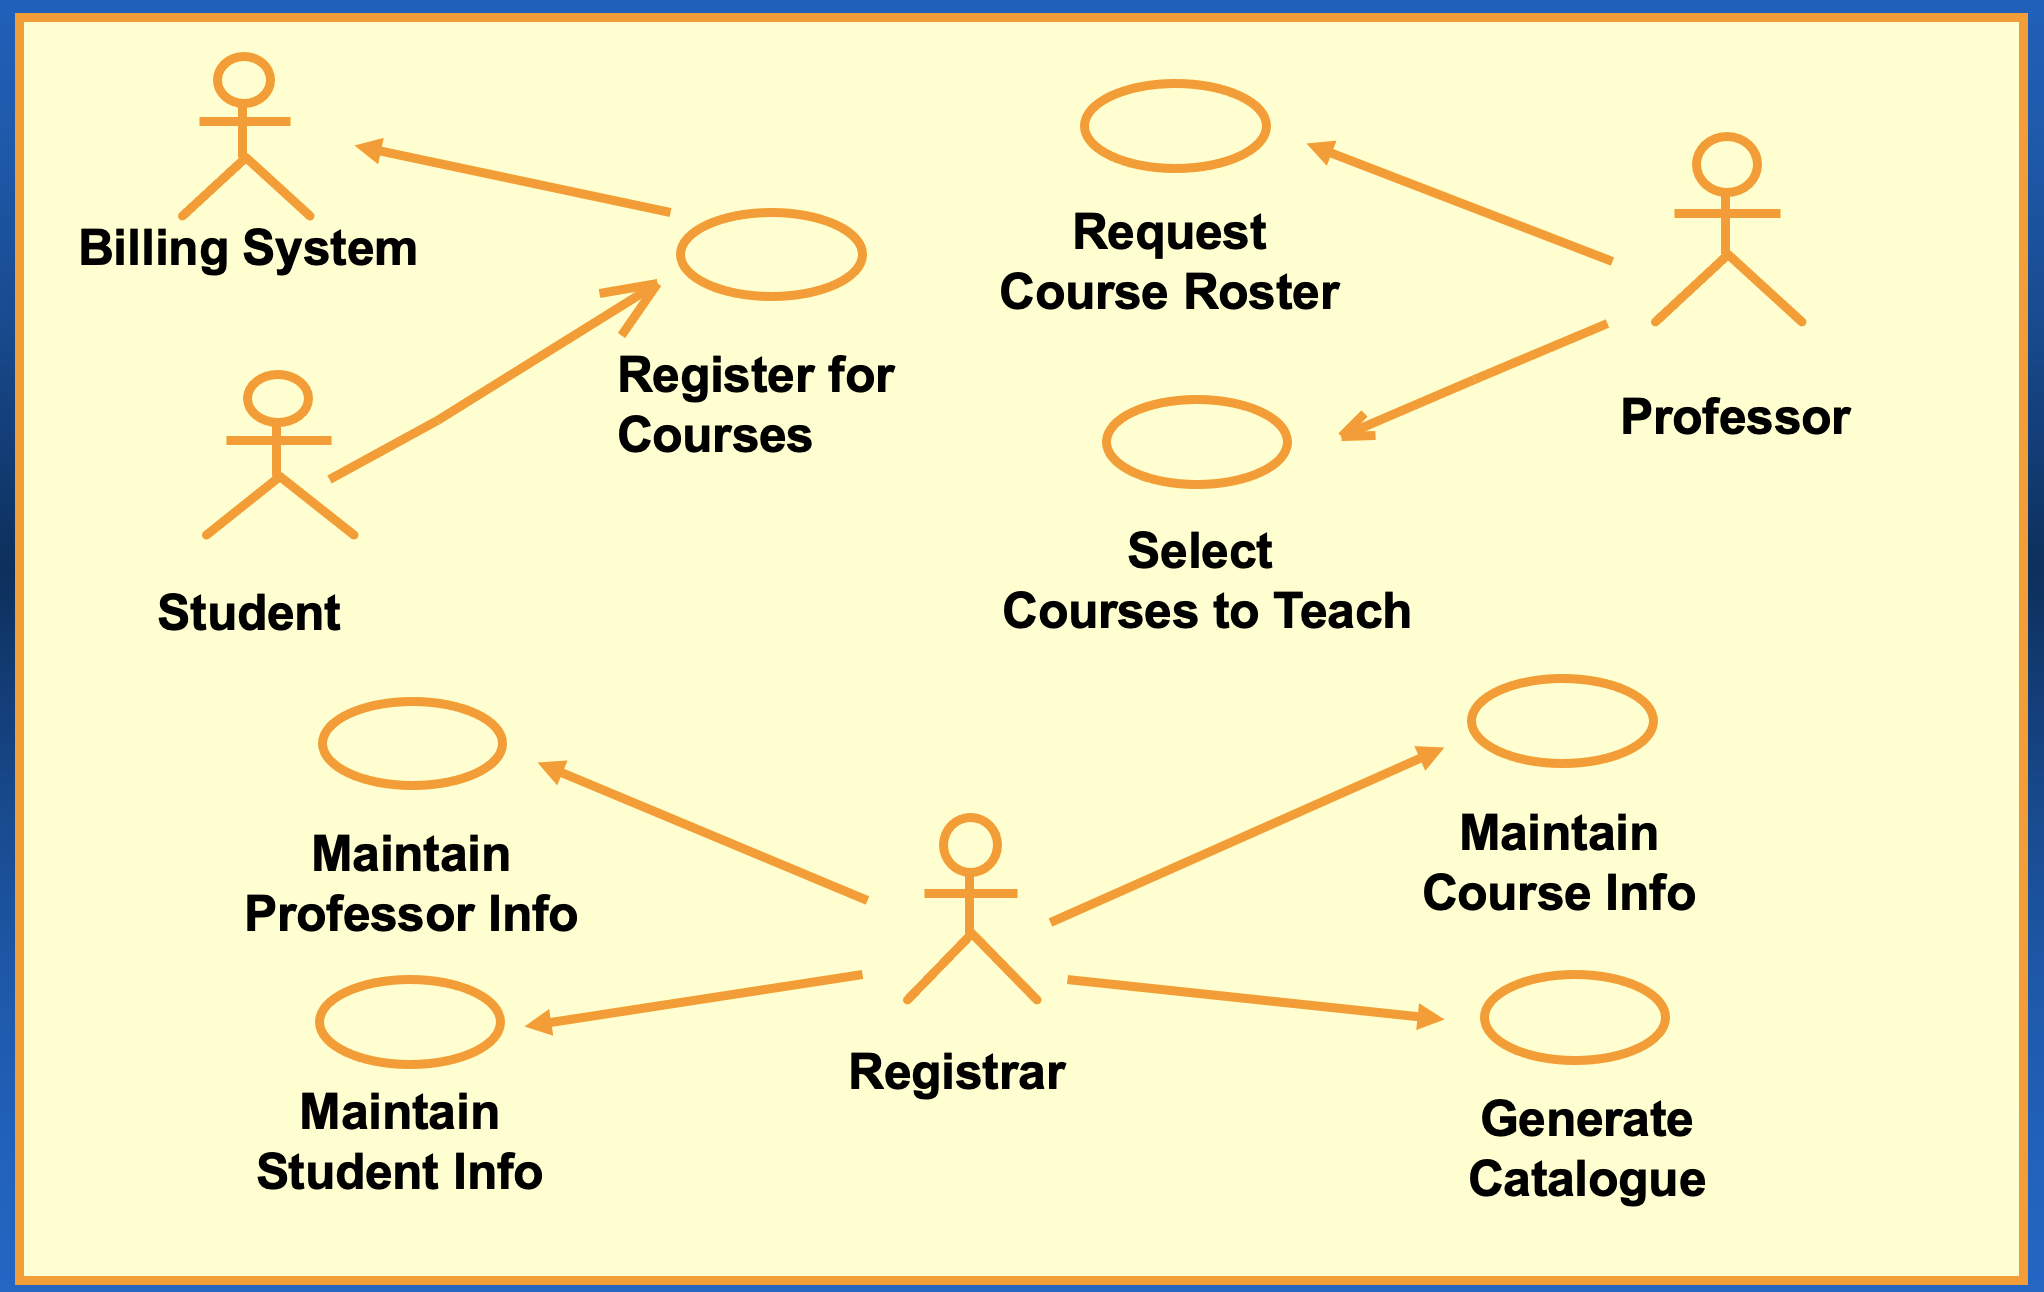 Billing System
Request
Course Roster
Register for
Courses
Professor
Student
Select
Courses to Teach
Maintain
Professor Info
Maintain
Course Info
Maintain
Student Info
Registrar
Generate
Catalogue